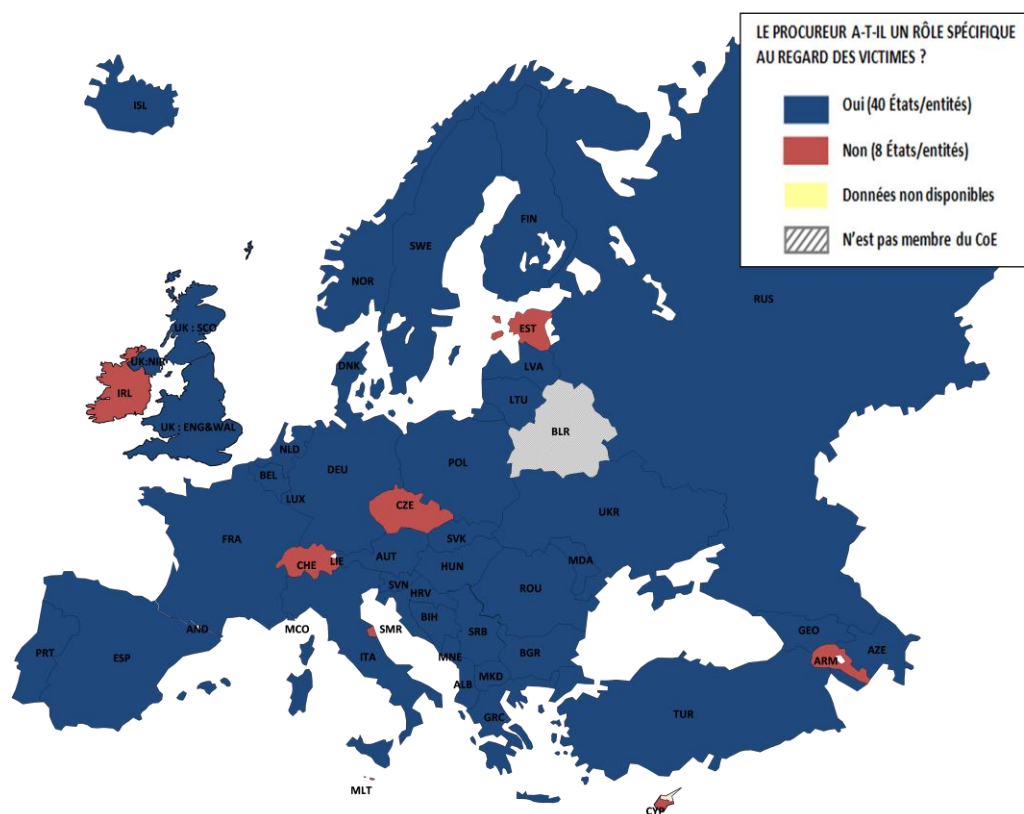 LE PROCUREUR A-T-IL UN RÔLE SPÉCIFIQUE
AU REGARD DES VICTIMES ?
Oui (40 États/entités)
Non (8 États/entités)
Données non disponibles
N'est pas membre du CoE
ISL
FIN
SWE
NOR
RUS
UK : SCO
EST
UK:NIR
DNK
LVA
IRL
LTU
UK : ENG&WAL
BLR
NLD
POL
DEU
BEL
LUX
CZE
UKR
FRA
SVK
AUT
CHE
LIE
HUN
MDA
SVN
ROU
HRV
BIH
AND
MCO
SMR
SRB
GEO
PRT
ESP
ITA
MNE
BGR
AZE
ARM
MKD
ALB
GRC
TUR
MLT
CYP